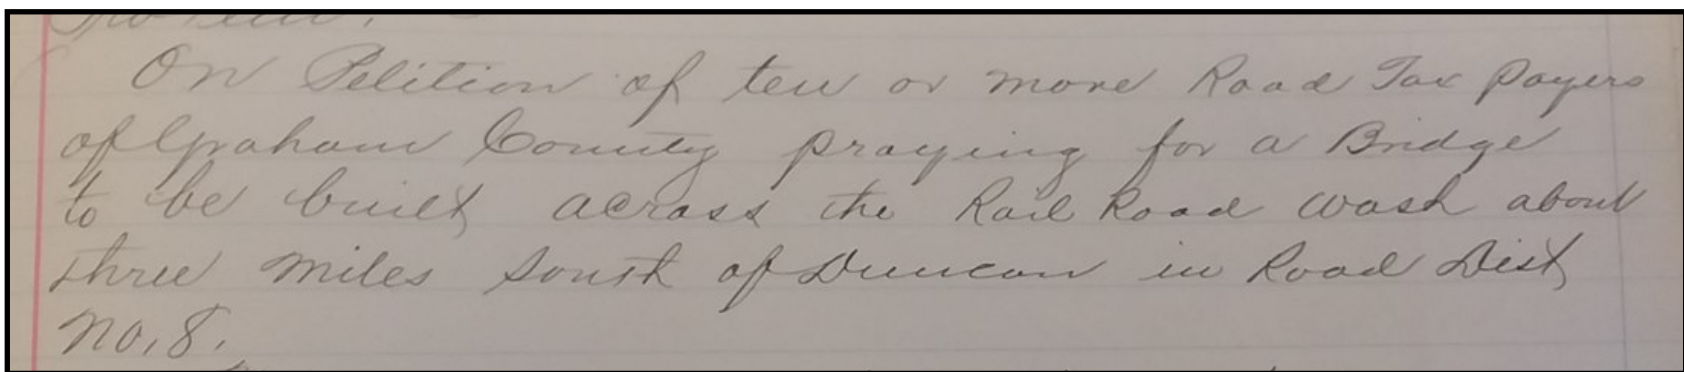 On Petition of ten or more Road Tax Payers
of Graham County praying for a Bridge
to be built across the Rail Road wash about
three miles south of Duncan in Road Dist
No, 8.